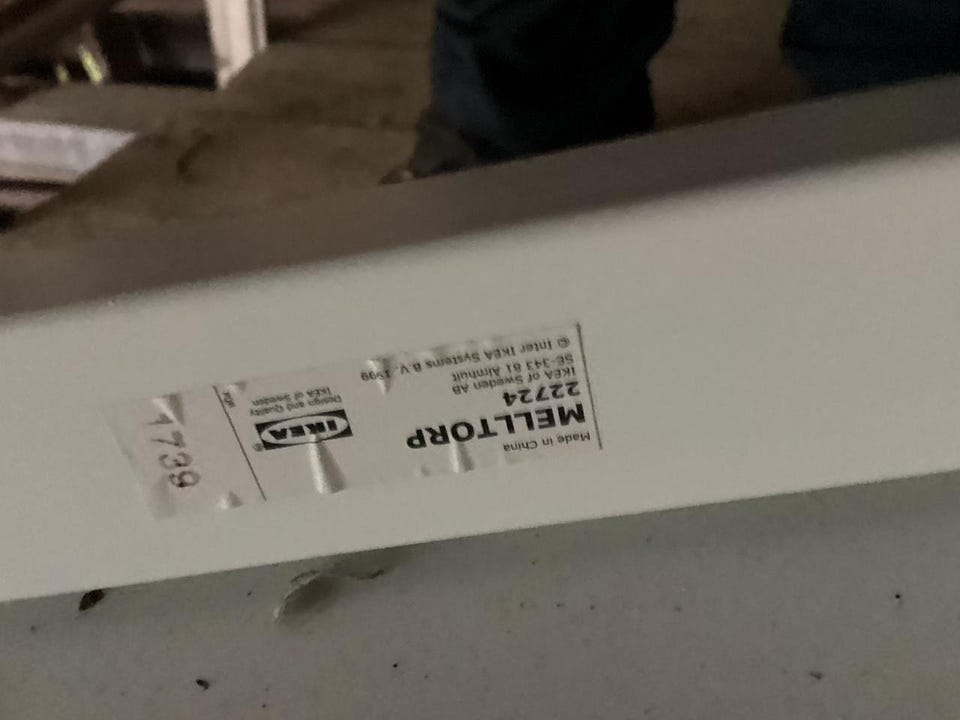 Made in China
MELLTORP
22724
IKEA of Sweden AB
SE-343 81 Älmhult
© Inter IKEA Systems B.V. 1999
IKEA®
Design and Quality
IKEA of Sweden
1739